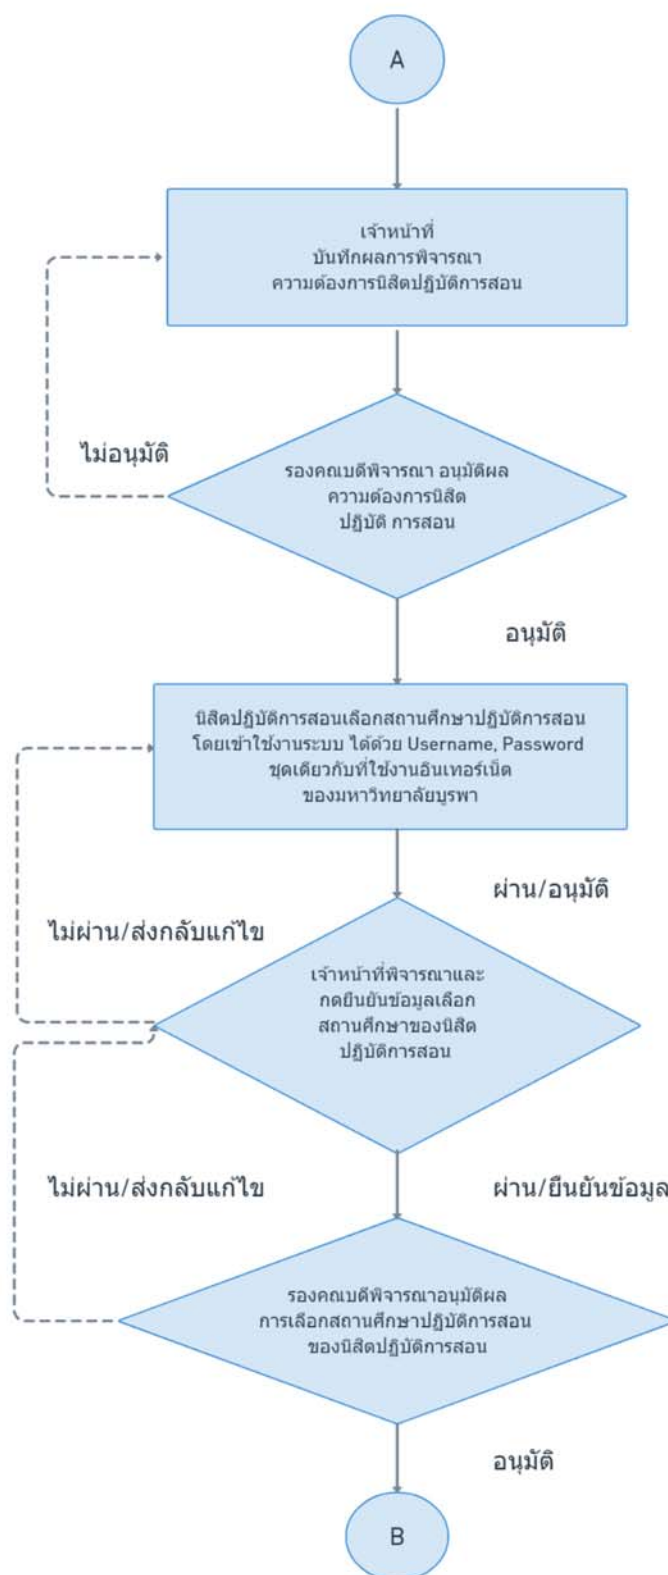 A
เจ้าหน้าที่
บันทึกผลการพิจารณา
ความต้องการนิสิตปฏิบัติการสอน
ไม่อนุมัติ
รองคณบดีพิจารณา อนุมัติผล
ความต้องการนิสิต
ปฏิบัติ การสอน
อนุมัติ
นิสิตปฏิบัติการสอนเลือกสถานศึกษาปฏิบัติการสอน
โดยเข้าใช้งานระบบ ได้ด้วย Username, Password
ชุดเดียวกับที่ใช้งานอินเทอร์เน็ต
ของมหาวิทยาลัยบูรพา
ผ่าน/อนุมัติ
ไม่ผ่าน/ส่งกลับแก้ไข
เจ้าหน้าที่พิจารณาและ
กดยืนยันข้อมูลเลือก
สถานศึกษาของนิสิต
ปฏิบัติการสอน
ไม่ผ่าน/ส่งกลับแก้ไข
ผ่าน/ยืนยันข้อมูล
รองคณบดีพิจารณาอนุมัติผล
การเลือกสถานศึกษาปฏิบัติการสอน
ของนิสิตปฏิบัติการสอน
อนุมัติ
B